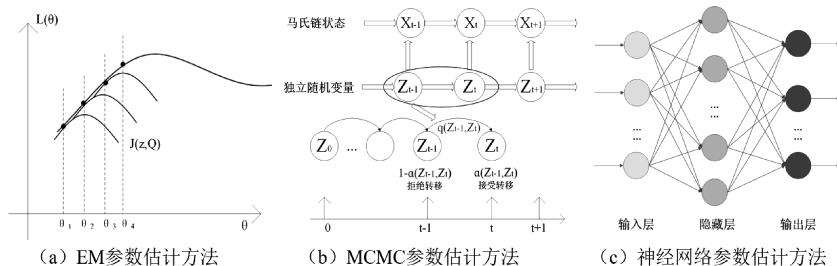 L(θ)
J(z,Q)
θ1 θ2 θ3 θ4
θ
(a) EM参数估计方法
马氏链状态
Xt-1 Xt Xt+1
独立随机变量
Zt-1 Zt Zt+1
q(Zt-1,Zt)
Z0 ... Zt-1 Zt
1-α(Zt-1,Zt) α(Zt-1,Zt)
拒绝转移 接受转移
0 t-1 t t+1
(b) MCMC参数估计方法
... ... ...
... ... ...
输入层 隐藏层 输出层
(c) 神经网络参数估计方法